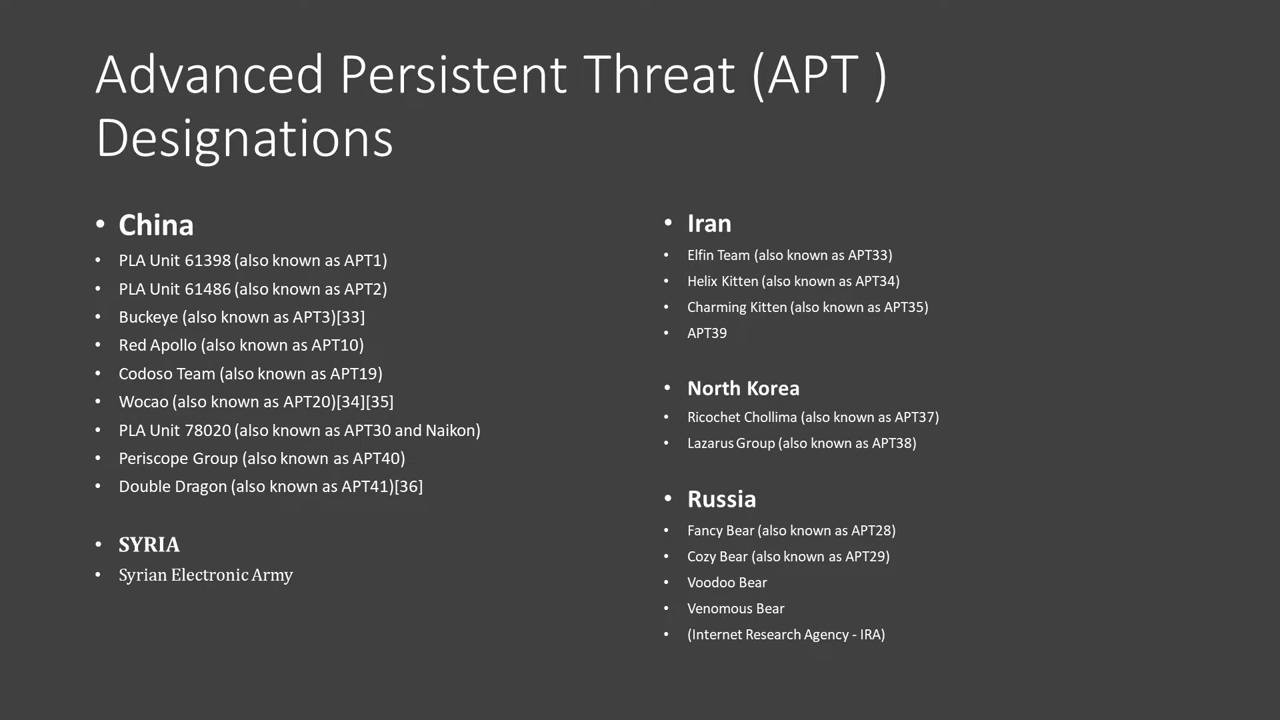 Advanced Persistent Threat (APT )
Designations
• China
• PLA Unit 61398 (also known as APT1)
• PLA Unit 61486 (also known as APT2)
• Buckeye (also known as APT3)[33]
• Red Apollo (also known as APT10)
• Codoso Team (also known as APT19)
• Wocao (also known as APT20)[34][35]
• PLA Unit 78020 (also known as APT30 and Naikon)
• Periscope Group (also known as APT40)
• Double Dragon (also known as APT41)[36]
• SYRIA
• Syrian Electronic Army
• Iran
• Elfin Team (also known as APT33)
• Helix Kitten (also known as APT34)
• Charming Kitten (also known as APT35)
• APT39
• North Korea
• Ricochet Chollima (also known as APT37)
• Lazarus Group (also known as APT38)
• Russia
• Fancy Bear (also known as APT28)
• Cozy Bear (also known as APT29)
• Voodoo Bear
• Venomous Bear
• (Internet Research Agency - IRA)